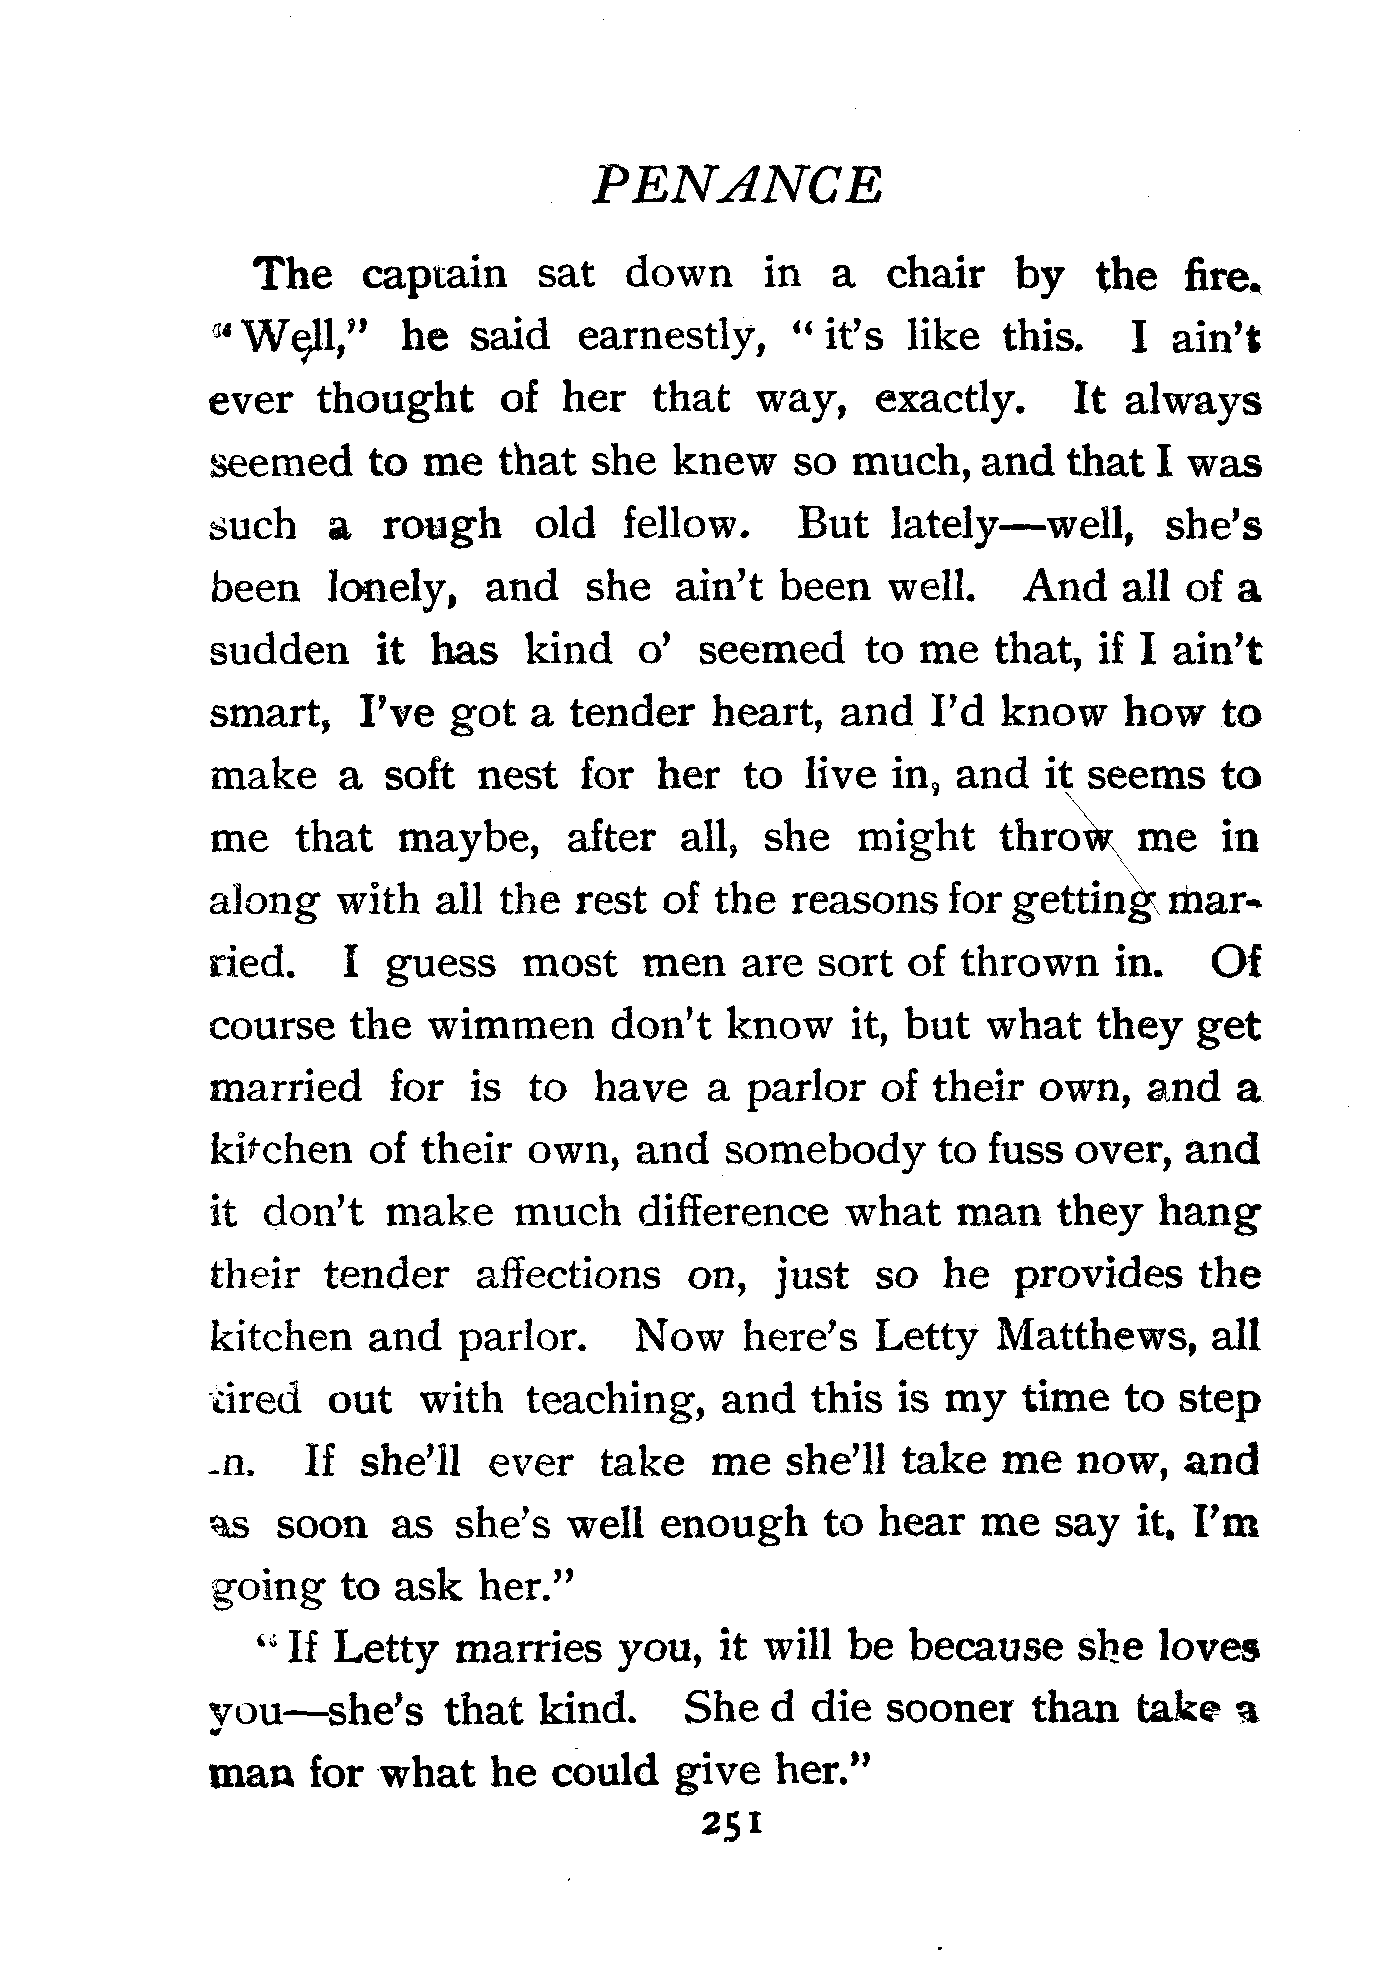 PENANCE
The captain sat down in a chair by the fire.
"Well," he said earnestly, "it's like this. I ain't
ever thought of her that way, exactly. It always
seemed to me that she knew so much, and that I was
such a rough old fellow. But lately—well, she's
been lonely, and she ain't been well. And all of a
sudden it has kind o' seemed to me that, if I ain't
smart, I've got a tender heart, and I'd know how to
make a soft nest for her to live in, and it seems to
me that maybe, after all, she might throw me in
along with all the rest of the reasons for getting mar-
ried. I guess most men are sort of thrown in. Of
course the wimmen don't know it, but what they get
married for is to have a parlor of their own, and a
kitchen of their own, and somebody to fuss over, and
it don't make much difference what man they hang
their tender affections on, just so he provides the
kitchen and parlor. Now here's Letty Matthews, all
tired out with teaching, and this is my time to step
in. If she'll ever take me she'll take me now, and
as soon as she's well enough to hear me say it, I'm
going to ask her."
"If Letty marries you, it will be because she loves
you—she's that kind. She d die sooner than take a
man for what he could give her."
251